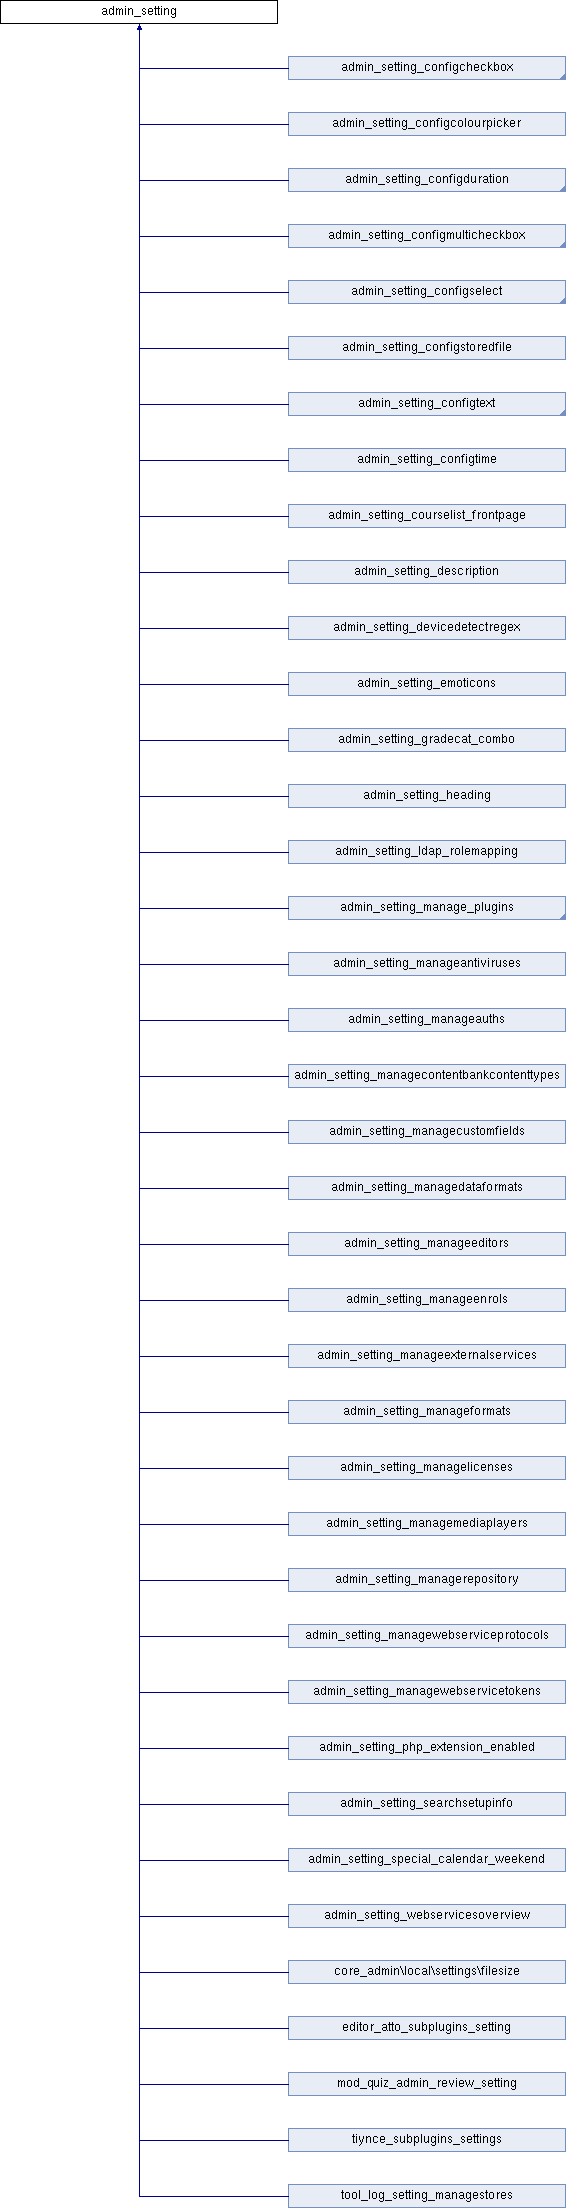 admin_setting
admin_setting_configcheckbox
admin_setting_configcolourpicker
admin_setting_configduration
admin_setting_configmulticheckbox
admin_setting_configselect
admin_setting_configstoredfile
admin_setting_configtext
admin_setting_configtime
admin_setting_courselist_frontpage
admin_setting_description
admin_setting_devicedetectregex
admin_setting_emoticons
admin_setting_gradecat_combo
admin_setting_heading
admin_setting_ldap_rolemapping
admin_setting_manage_plugins
admin_setting_manageantiviruses
admin_setting_manageauths
admin_setting_managecontentbankcontenttypes
admin_setting_managecustomfields
admin_setting_managedataformats
admin_setting_manageeditors
admin_setting_manageenrols
admin_setting_manageexternalservices
admin_setting_manageformats
admin_setting_managelicenses
admin_setting_managemediaplayers
admin_setting_managerepository
admin_setting_managewebserviceprotocols
admin_setting_managewebservicetokens
admin_setting_php_extension_enabled
admin_setting_searchsetupinfo
admin_setting_special_calendar_weekend
admin_setting_webservicesoverview
core_admin\local\settings\filesize
editor_atto_subplugins_setting
mod_quiz_admin_review_setting
tiynce_subplugins_settings
tool_log_setting_managestores